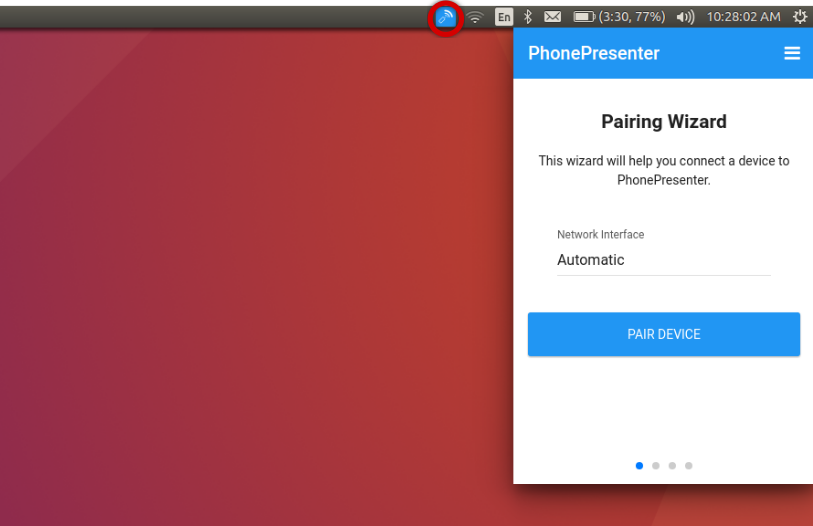 En (3:30, 77%) 10:28:02 AM
PhonePresenter
Pairing Wizard
This wizard will help you connect a device to
PhonePresenter.
Network Interface
Automatic
PAIR DEVICE